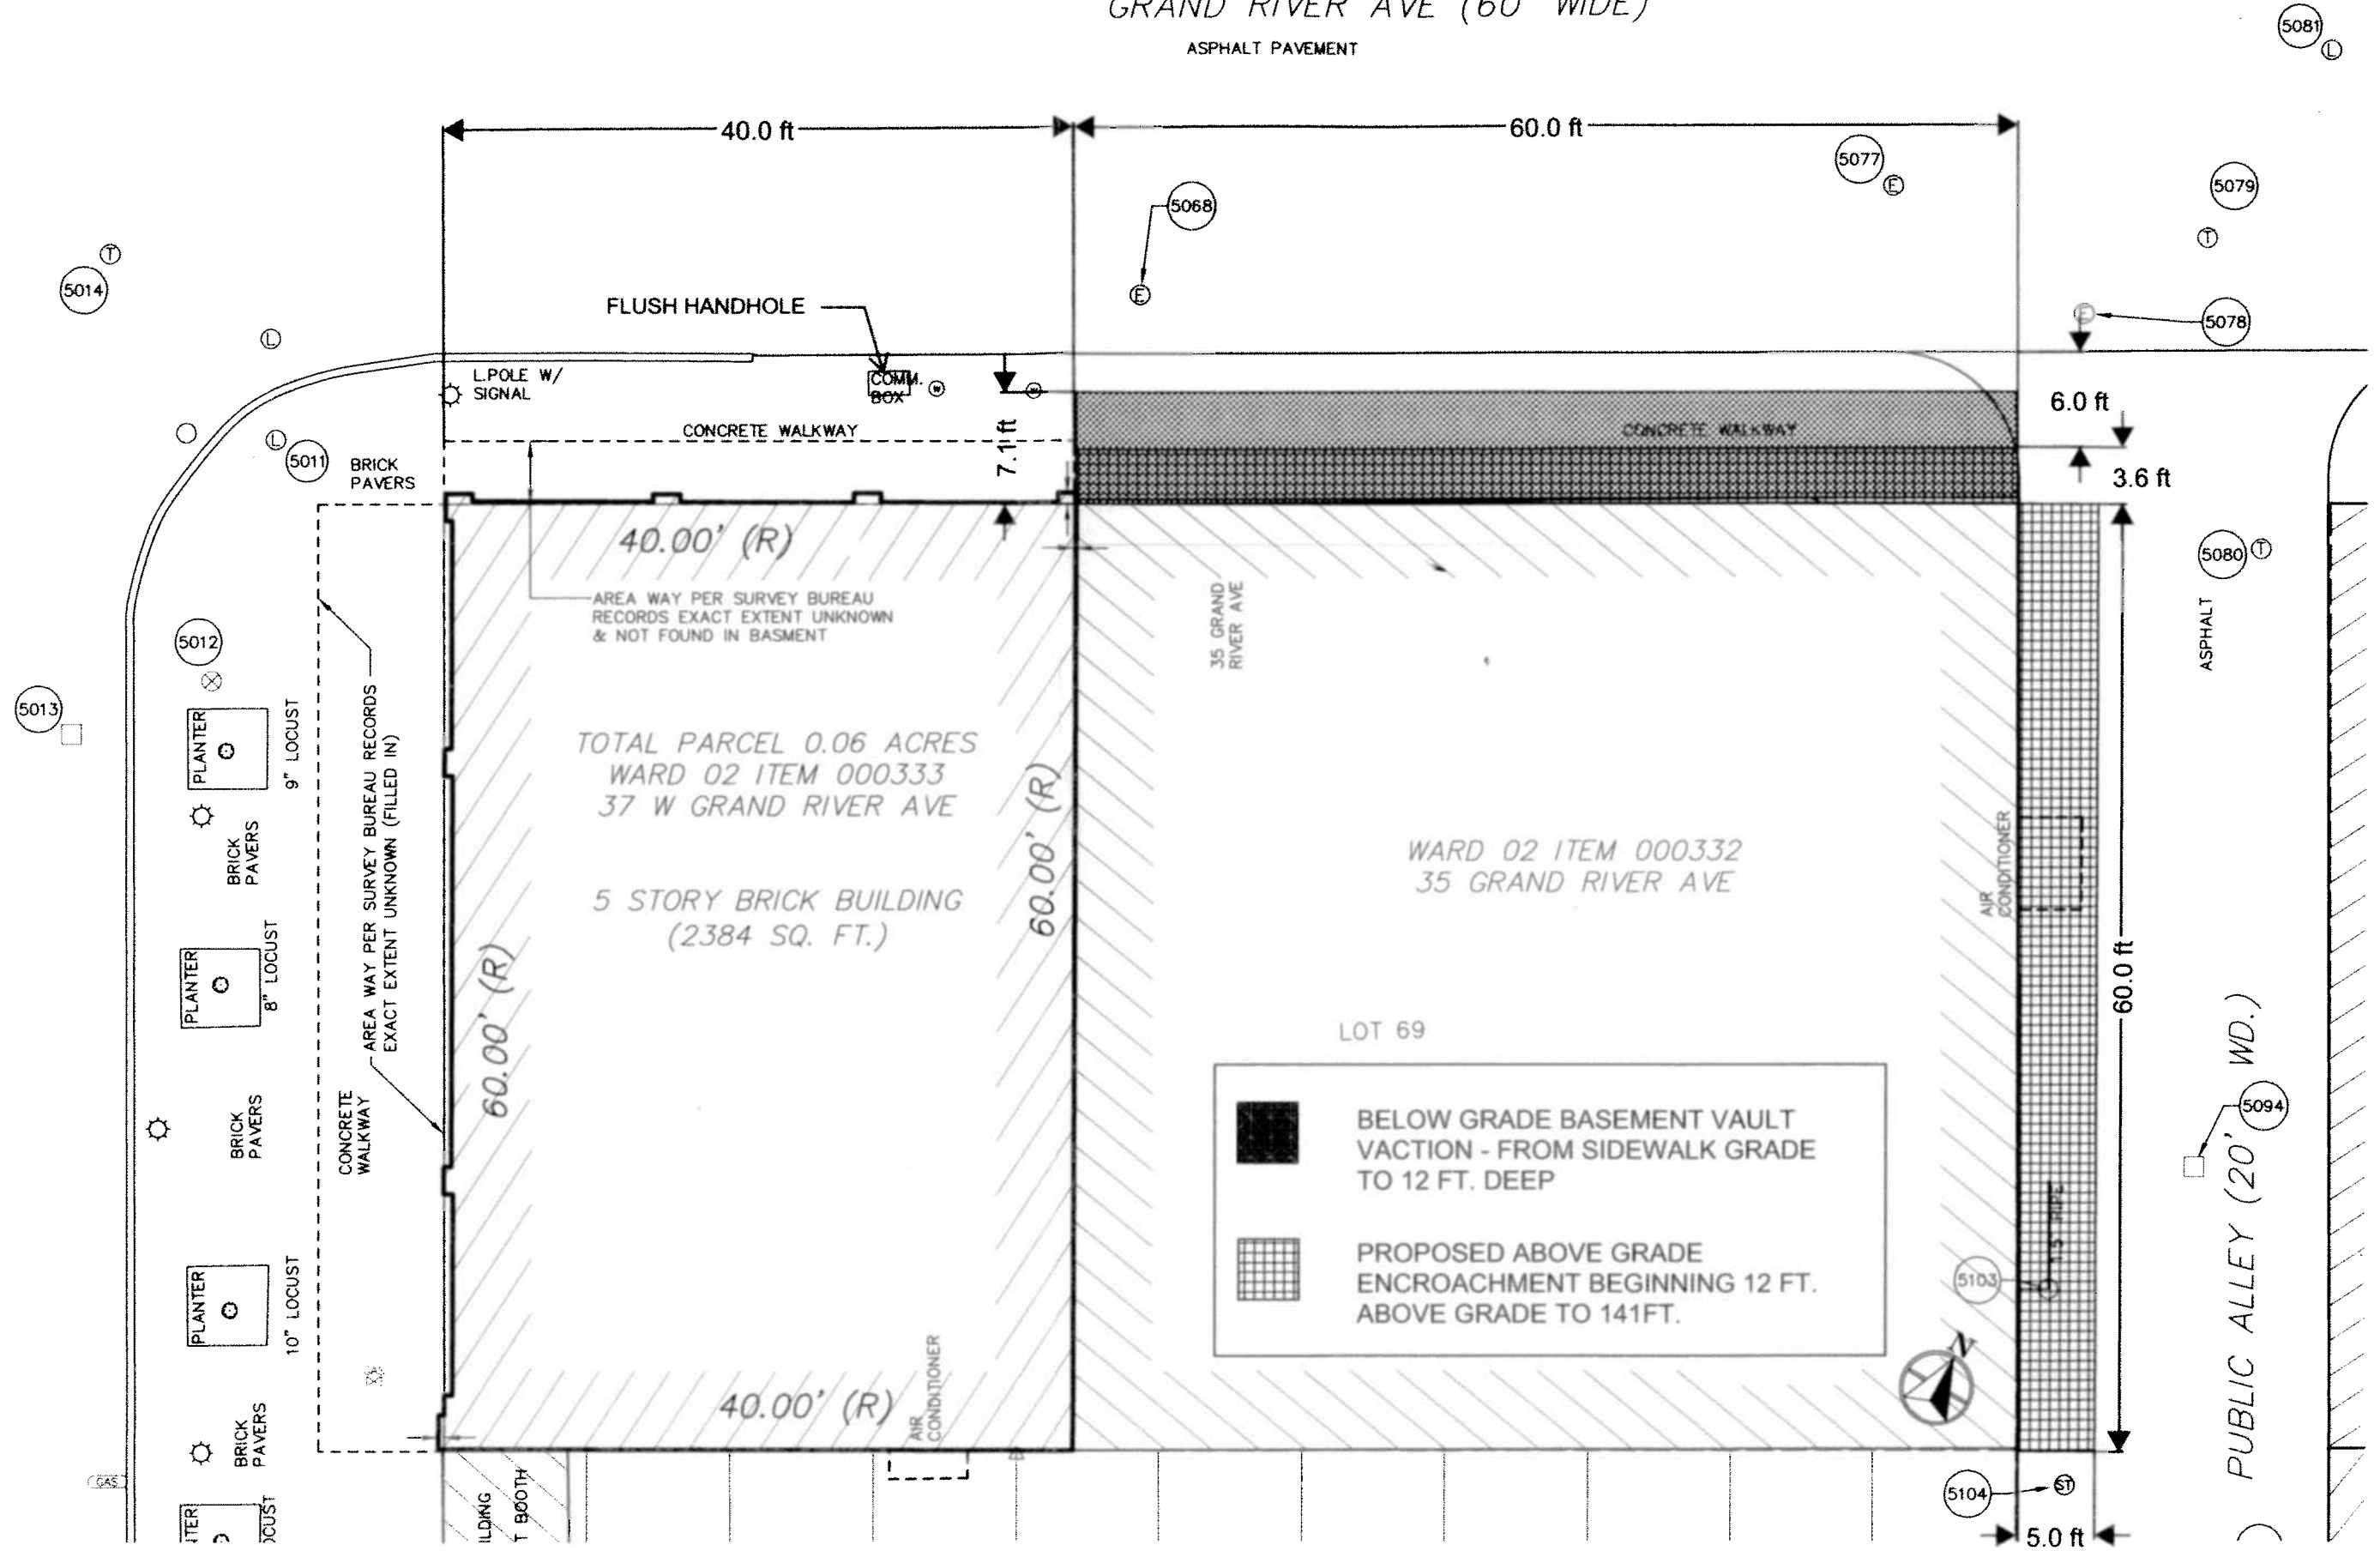 GRAND RIVER AVE (60' WIDE)
ASPHALT PAVEMENT
5081
L
40.0 ft
60.0 ft
5077
E
5079
T
5068
E
T
5014
FLUSH HANDHOLE
L
E
5078
L.POLE W/
SIGNAL
COMM.
BOX
W
W
6.0 ft
CONCRETE WALKWAY
7.1 ft
CONCRETE WALKWAY
L
5011
BRICK
PAVERS
3.6 ft
40.00' (R)
5080
T
AREA WAY PER SURVEY BUREAU
RECORDS EXACT EXTENT UNKNOWN
& NOT FOUND IN BASMENT
35 GRAND
RIVER AVE
ASPHALT
5012
5013
PLANTER
9" LOCUST
AREA WAY PER SURVEY BUREAU RECORDS
EXACT EXTENT UNKNOWN (FILLED IN)
TOTAL PARCEL 0.06 ACRES
WARD 02 ITEM 000333
37 W GRAND RIVER AVE
60.00' (R)
BRICK
PAVERS
WARD 02 ITEM 000332
35 GRAND RIVER AVE
AIR
CONDITIONER
5 STORY BRICK BUILDING
(2384 SQ. FT.)
60.0 ft
PLANTER
8" LOCUST
60.00' (R)
LOT 69
PUBLIC ALLEY (20' WD.)
5094
BRICK
PAVERS
CONCRETE
WALKWAY
BELOW GRADE BASEMENT VAULT
VACTION - FROM SIDEWALK GRADE
TO 12 FT. DEEP
PROPOSED ABOVE GRADE
ENCROACHMENT BEGINNING 12 FT.
ABOVE GRADE TO 141FT.
5103
PLANTER
10" LOCUST
N
40.00' (R)
AIR
CONDITIONER
BRICK
PAVERS
GAS
NTER
OCUST
ILDING
T BOOTH
5104
ST
5.0 ft
)